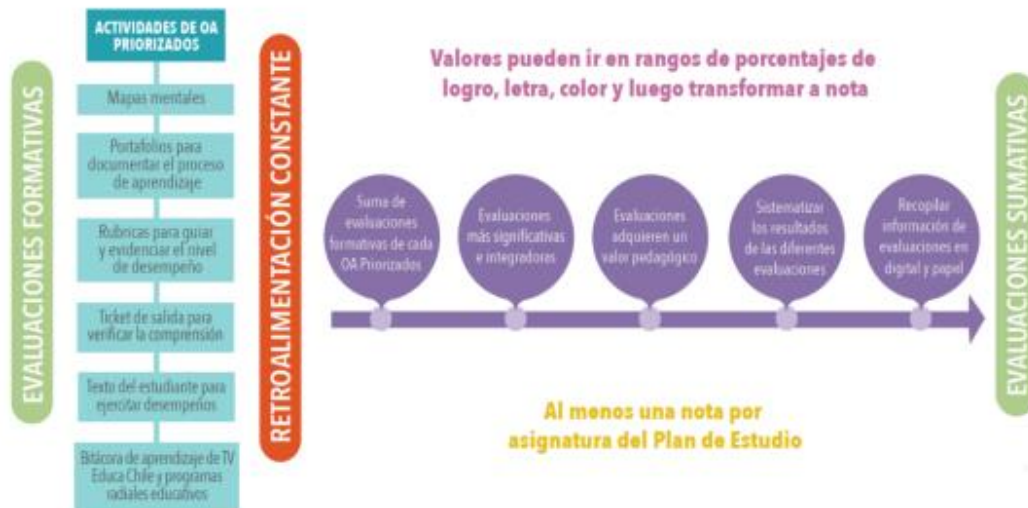 EVALUACIONES FORMATIVAS
ACTIVIDADES DE OA
PRIORIZADOS
Mapas mentales
Portafolios para
documentar el proceso
de aprendizaje
Rubricas para guiar
y evidenciar el nivel
de desempeño
Ticket de salida para
verificar la comprensión
Texto del estudiante para
ejercitar desempeños
Bitácora de aprendizaje de TV
Educa Chile y programas
radiales educativos
RETROALIMENTACIÓN CONSTANTE
Valores pueden ir en rangos de porcentajes de
logro, letra, color y luego transformar a nota
Suma de
evaluaciones
formativas de cada
OA Priorizados
Evaluaciones
más significativas
e integradoras
Evaluaciones
adquieren un
valor pedagógico
Sistematizar
los resultados
de las diferentes
evaluaciones
Recopilar
información de
evaluaciones en
digital y papel
Al menos una nota por
asignatura del Plan de Estudio
EVALUACIONES SUMATIVAS